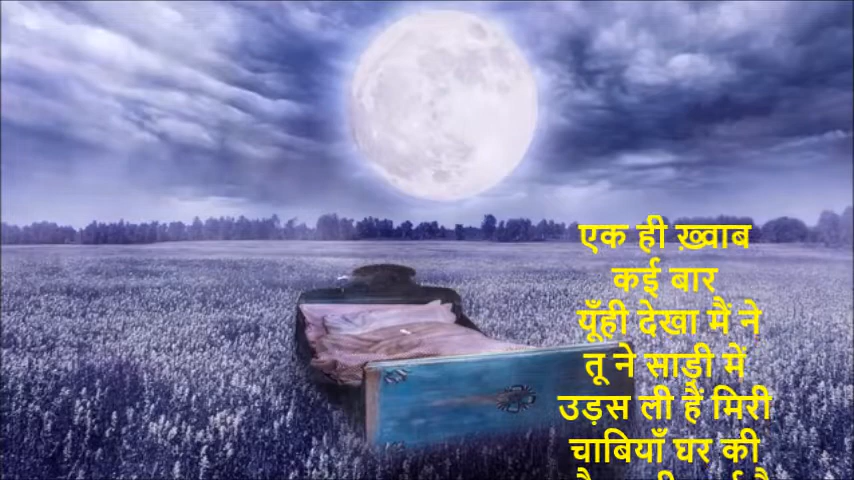 एक ही ख़्वाब
कई बार
यूँही देखा मैं ने
तू ने साड़ी में
उड़स ली हैं मिरी
चाबियाँ घर की